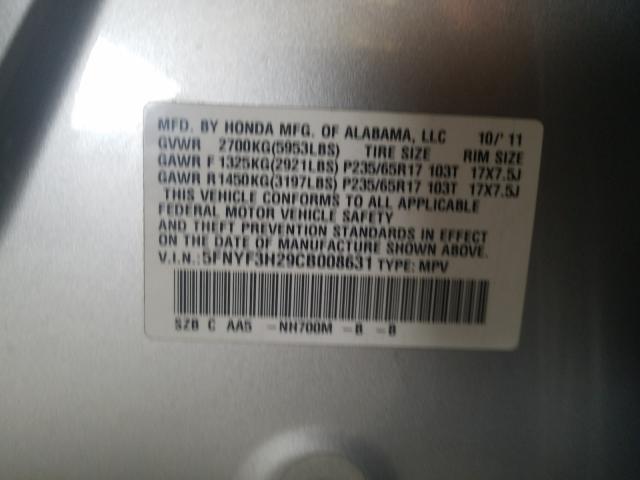 MFD. BY HONDA MFG. OF ALABAMA, LLC 10/'11
GVWR 2700KG(5953LBS) TIRE SIZE RIM SIZE
GAWR F 1325KG(2921LBS) P235/65R17 103T 17X7.5J
GAWR R 1450KG(3197LBS) P235/65R17 103T 17X7.5J
THIS VEHICLE CONFORMS TO ALL APPLICABLE
FEDERAL MOTOR VEHICLE SAFETY
AND THEFT PREVENTION STANDARDS IN EFFECT
ON THE DATE OF MANUFACTURE SHOWN ABOVE.
V.I.N.: 5FNYF3H29CB008631 TYPE: MPV
SZB C AA5 -NH700M -B -B